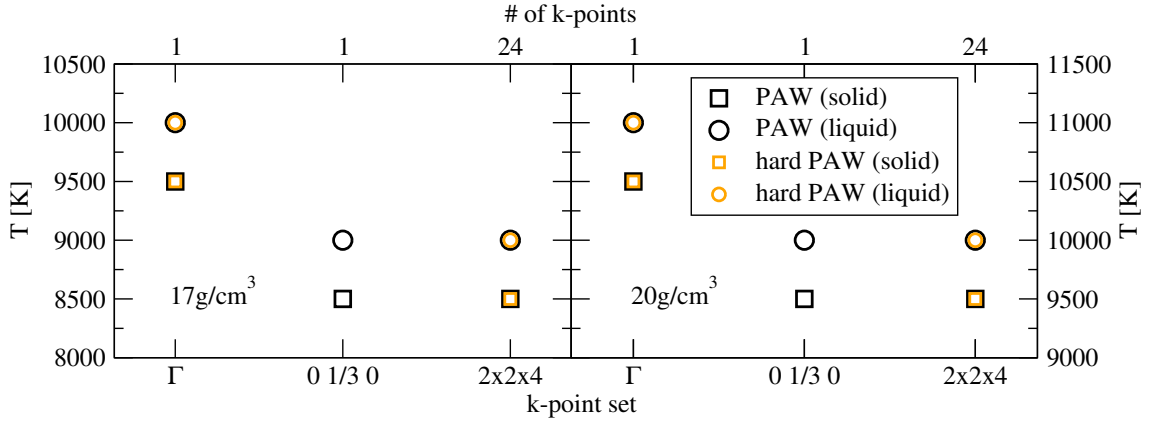 # of k-points
1 1 24 1 1 24
10500
10000
9500
9000
8500
8000
T [K]
17g/cm³
20g/cm³
PAW (solid)
PAW (liquid)
hard PAW (solid)
hard PAW (liquid)
11500
11000
10500
10000
9500
9000
T [K]
Γ 0 1/3 0 2x2x4 Γ 0 1/3 0 2x2x4
k-point set